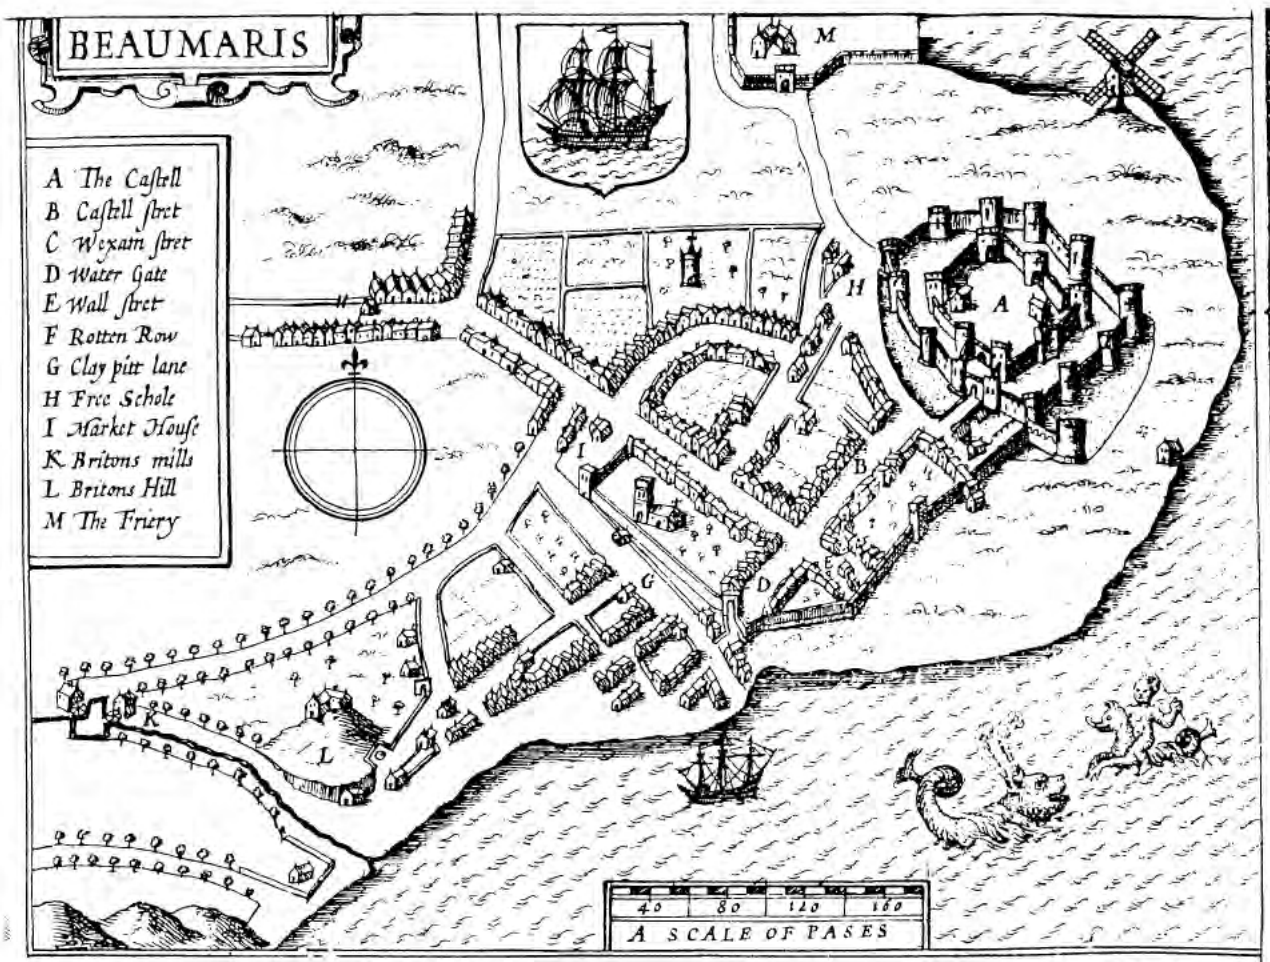 BEAUMARIS
A The Caſtell
B Caſtell ſtret
C Wexam ſtret
D Water Gate
E Wall ſtret
F Rotten Row
G Clay pitt lane
H Free Schole
I Market Houſe
K Britons mills
L Britons Hill
M The Friery
M
H
A
I
B
E
G
D
K
L
40 80 120 160
A SCALE OF PASES